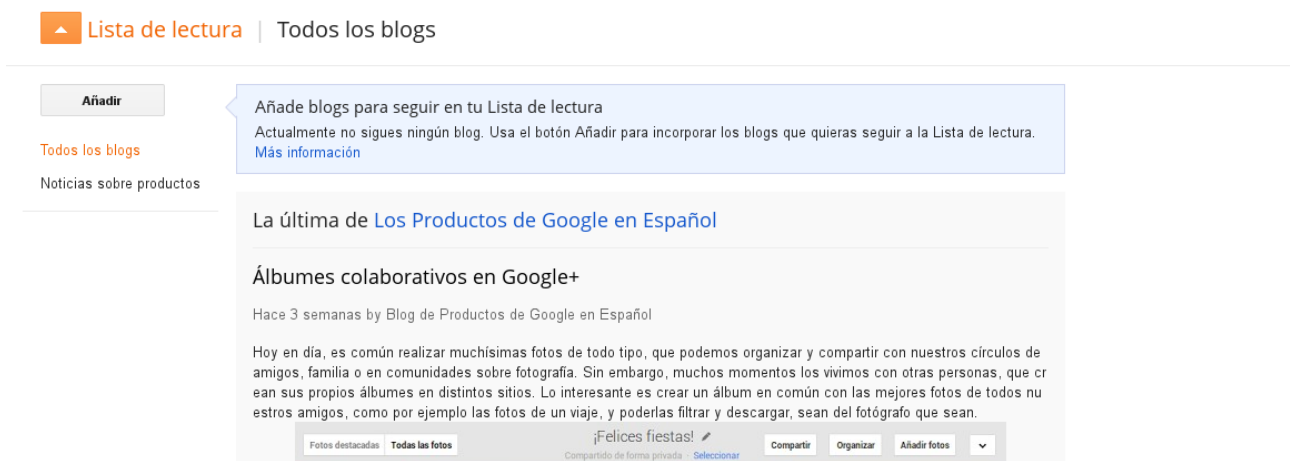 Lista de lectura | Todos los blogs
Añadir
Todos los blogs
Noticias sobre productos
Añade blogs para seguir en tu Lista de lectura
Actualmente no sigues ningún blog. Usa el botón Añadir para incorporar los blogs que quieras seguir a la Lista de lectura.
Más información
La última de Los Productos de Google en Español
Álbumes colaborativos en Google+
Hace 3 semanas by Blog de Productos de Google en Español
Hoy en día, es común realizar muchísimas fotos de todo tipo, que podemos organizar y compartir con nuestros círculos de
amigos, familia o en comunidades sobre fotografía. Sin embargo, muchos momentos los vivimos con otras personas, que cr
ean sus propios álbumes en distintos sitios. Lo interesante es crear un álbum en común con las mejores fotos de todos nu
estros amigos, como por ejemplo las fotos de un viaje, y poderlas filtrar y descargar, sean del fotógrafo que sean.
Fotos destacadas Todas las fotos ¡Felices fiestas! Compartir Organizar Añadir fotos
Compartido de forma privada - Seleccionar